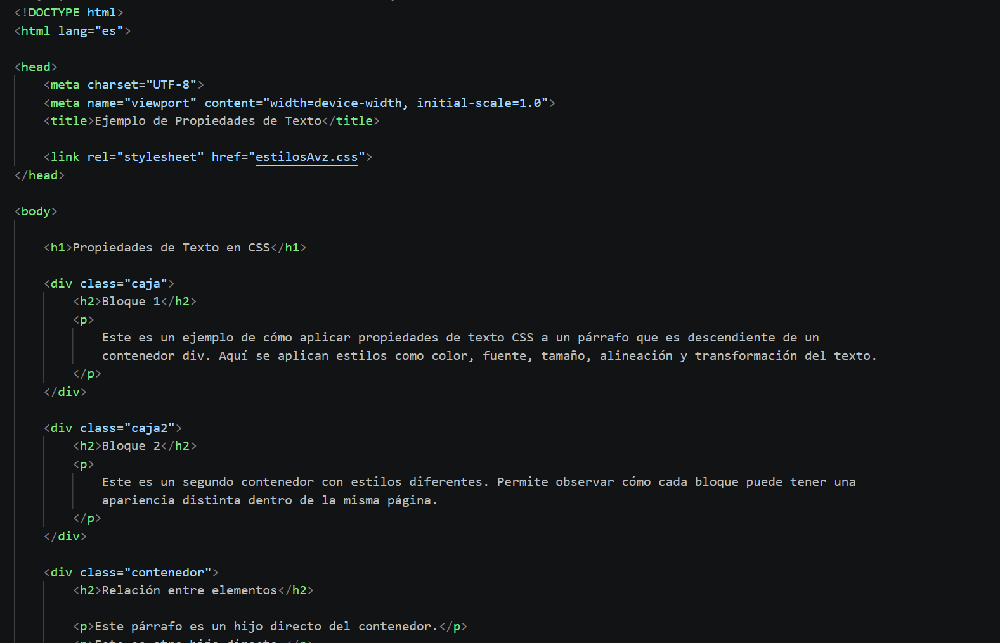 <!DOCTYPE html>
<html lang="es">
<head>
<meta charset="UTF-8">
<meta name="viewport" content="width=device-width, initial-scale=1.0">
<title>Ejemplo de Propiedades de Texto</title>
<link rel="stylesheet" href="estilosAvz.css">
</head>
<body>
<h1>Propiedades de Texto en CSS</h1>
<div class="caja">
<h2>Bloque 1</h2>
<p>
Este es un ejemplo de cómo aplicar propiedades de texto CSS a un párrafo que es descendiente de un
contenedor div. Aquí se aplican estilos como color, fuente, tamaño, alineación y transformación del texto.
</p>
</div>
<div class="caja2">
<h2>Bloque 2</h2>
<p>
Este es un segundo contenedor con estilos diferentes. Permite observar cómo cada bloque puede tener una
apariencia distinta dentro de la misma página.
</p>
</div>
<div class="contenedor">
<h2>Relación entre elementos</h2>
<p>Este párrafo es un hijo directo del contenedor.</p>